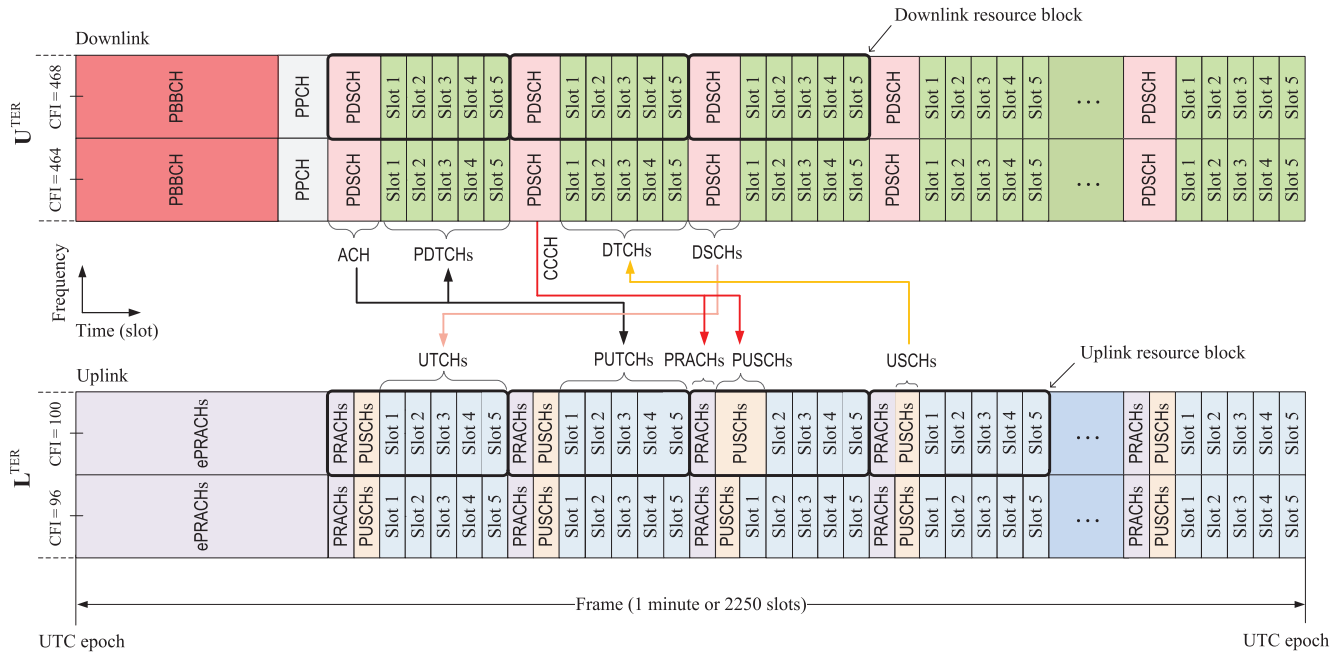 Downlink resource block
Downlink
U^TER
CFI = 468
PBBCH PPCH PDSCH Slot 1 Slot 2 Slot 3 Slot 4 Slot 5 PDSCH Slot 1 Slot 2 Slot 3 Slot 4 Slot 5 PDSCH Slot 1 Slot 2 Slot 3 Slot 4 Slot 5 PDSCH Slot 1 Slot 2 Slot 3 Slot 4 Slot 5 ... PDSCH Slot 1 Slot 2 Slot 3 Slot 4 Slot 5
CFI = 464
PBBCH PPCH PDSCH Slot 1 Slot 2 Slot 3 Slot 4 Slot 5 PDSCH Slot 1 Slot 2 Slot 3 Slot 4 Slot 5 PDSCH Slot 1 Slot 2 Slot 3 Slot 4 Slot 5 PDSCH Slot 1 Slot 2 Slot 3 Slot 4 Slot 5 ... PDSCH Slot 1 Slot 2 Slot 3 Slot 4 Slot 5
ACH PDTCHs CCCH DTCHs DSCHs
Frequency
Time (slot)
UTCHs PUTCHs PRACHs PUSCHs USCHs
Uplink resource block
Uplink
L^TER
CFI = 100
ePRACHs PRACHs PUSCHs Slot 1 Slot 2 Slot 3 Slot 4 Slot 5 PRACHs PUSCHs Slot 1 Slot 2 Slot 3 Slot 4 Slot 5 PRACHs PUSCHs Slot 2 Slot 3 Slot 4 Slot 5 PRACHs PUSCHs Slot 1 Slot 2 Slot 3 Slot 4 Slot 5 ... PRACHs PUSCHs Slot 1 Slot 2 Slot 3 Slot 4 Slot 5
CFI = 96
ePRACHs PRACHs PUSCHs Slot 1 Slot 2 Slot 3 Slot 4 Slot 5 PRACHs PUSCHs Slot 1 Slot 2 Slot 3 Slot 4 Slot 5 PRACHs PUSCHs Slot 1 Slot 2 Slot 3 Slot 4 Slot 5 PRACHs PUSCHs Slot 1 Slot 2 Slot 3 Slot 4 Slot 5 ... PRACHs PUSCHs Slot 1 Slot 2 Slot 3 Slot 4 Slot 5
Frame (1 minute or 2250 slots)
UTC epoch
UTC epoch